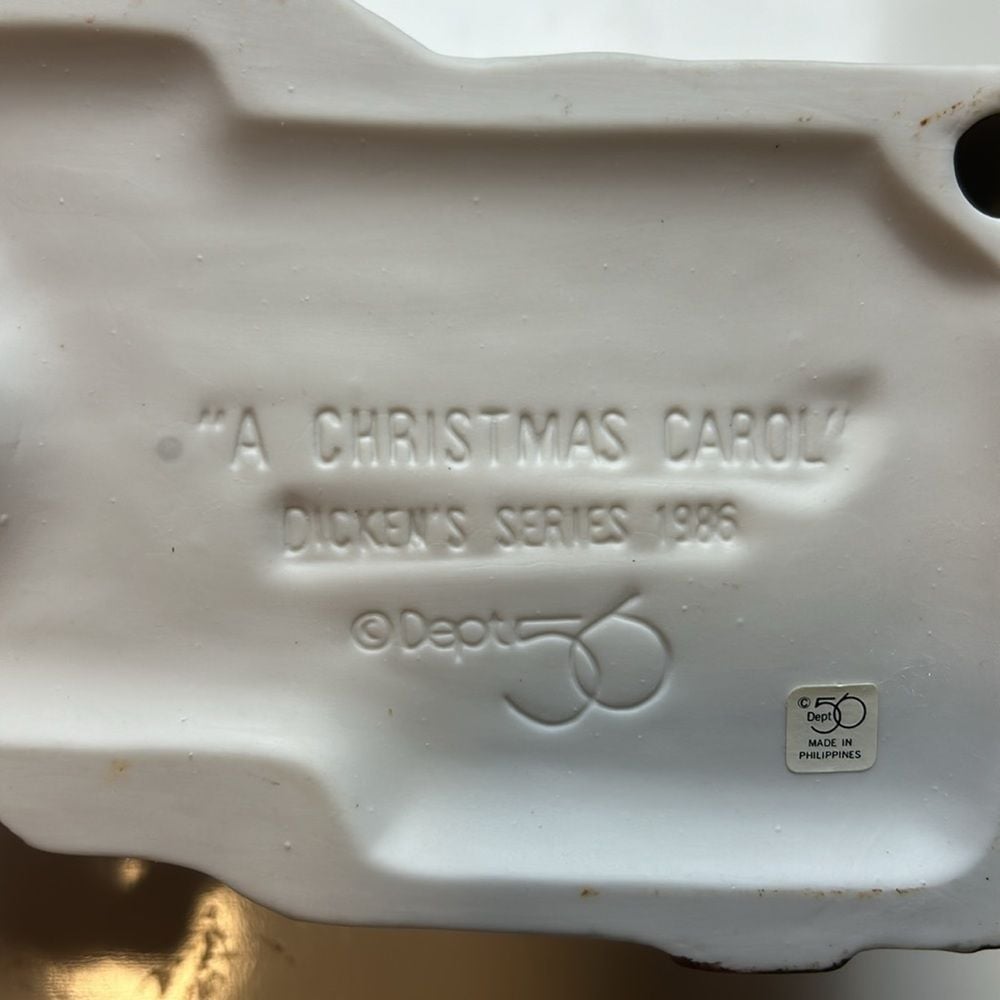 "A CHRISTMAS CAROL"
DICKEN'S SERIES 1986
© Dept 56
© Dept 56
MADE IN
PHILIPPINES